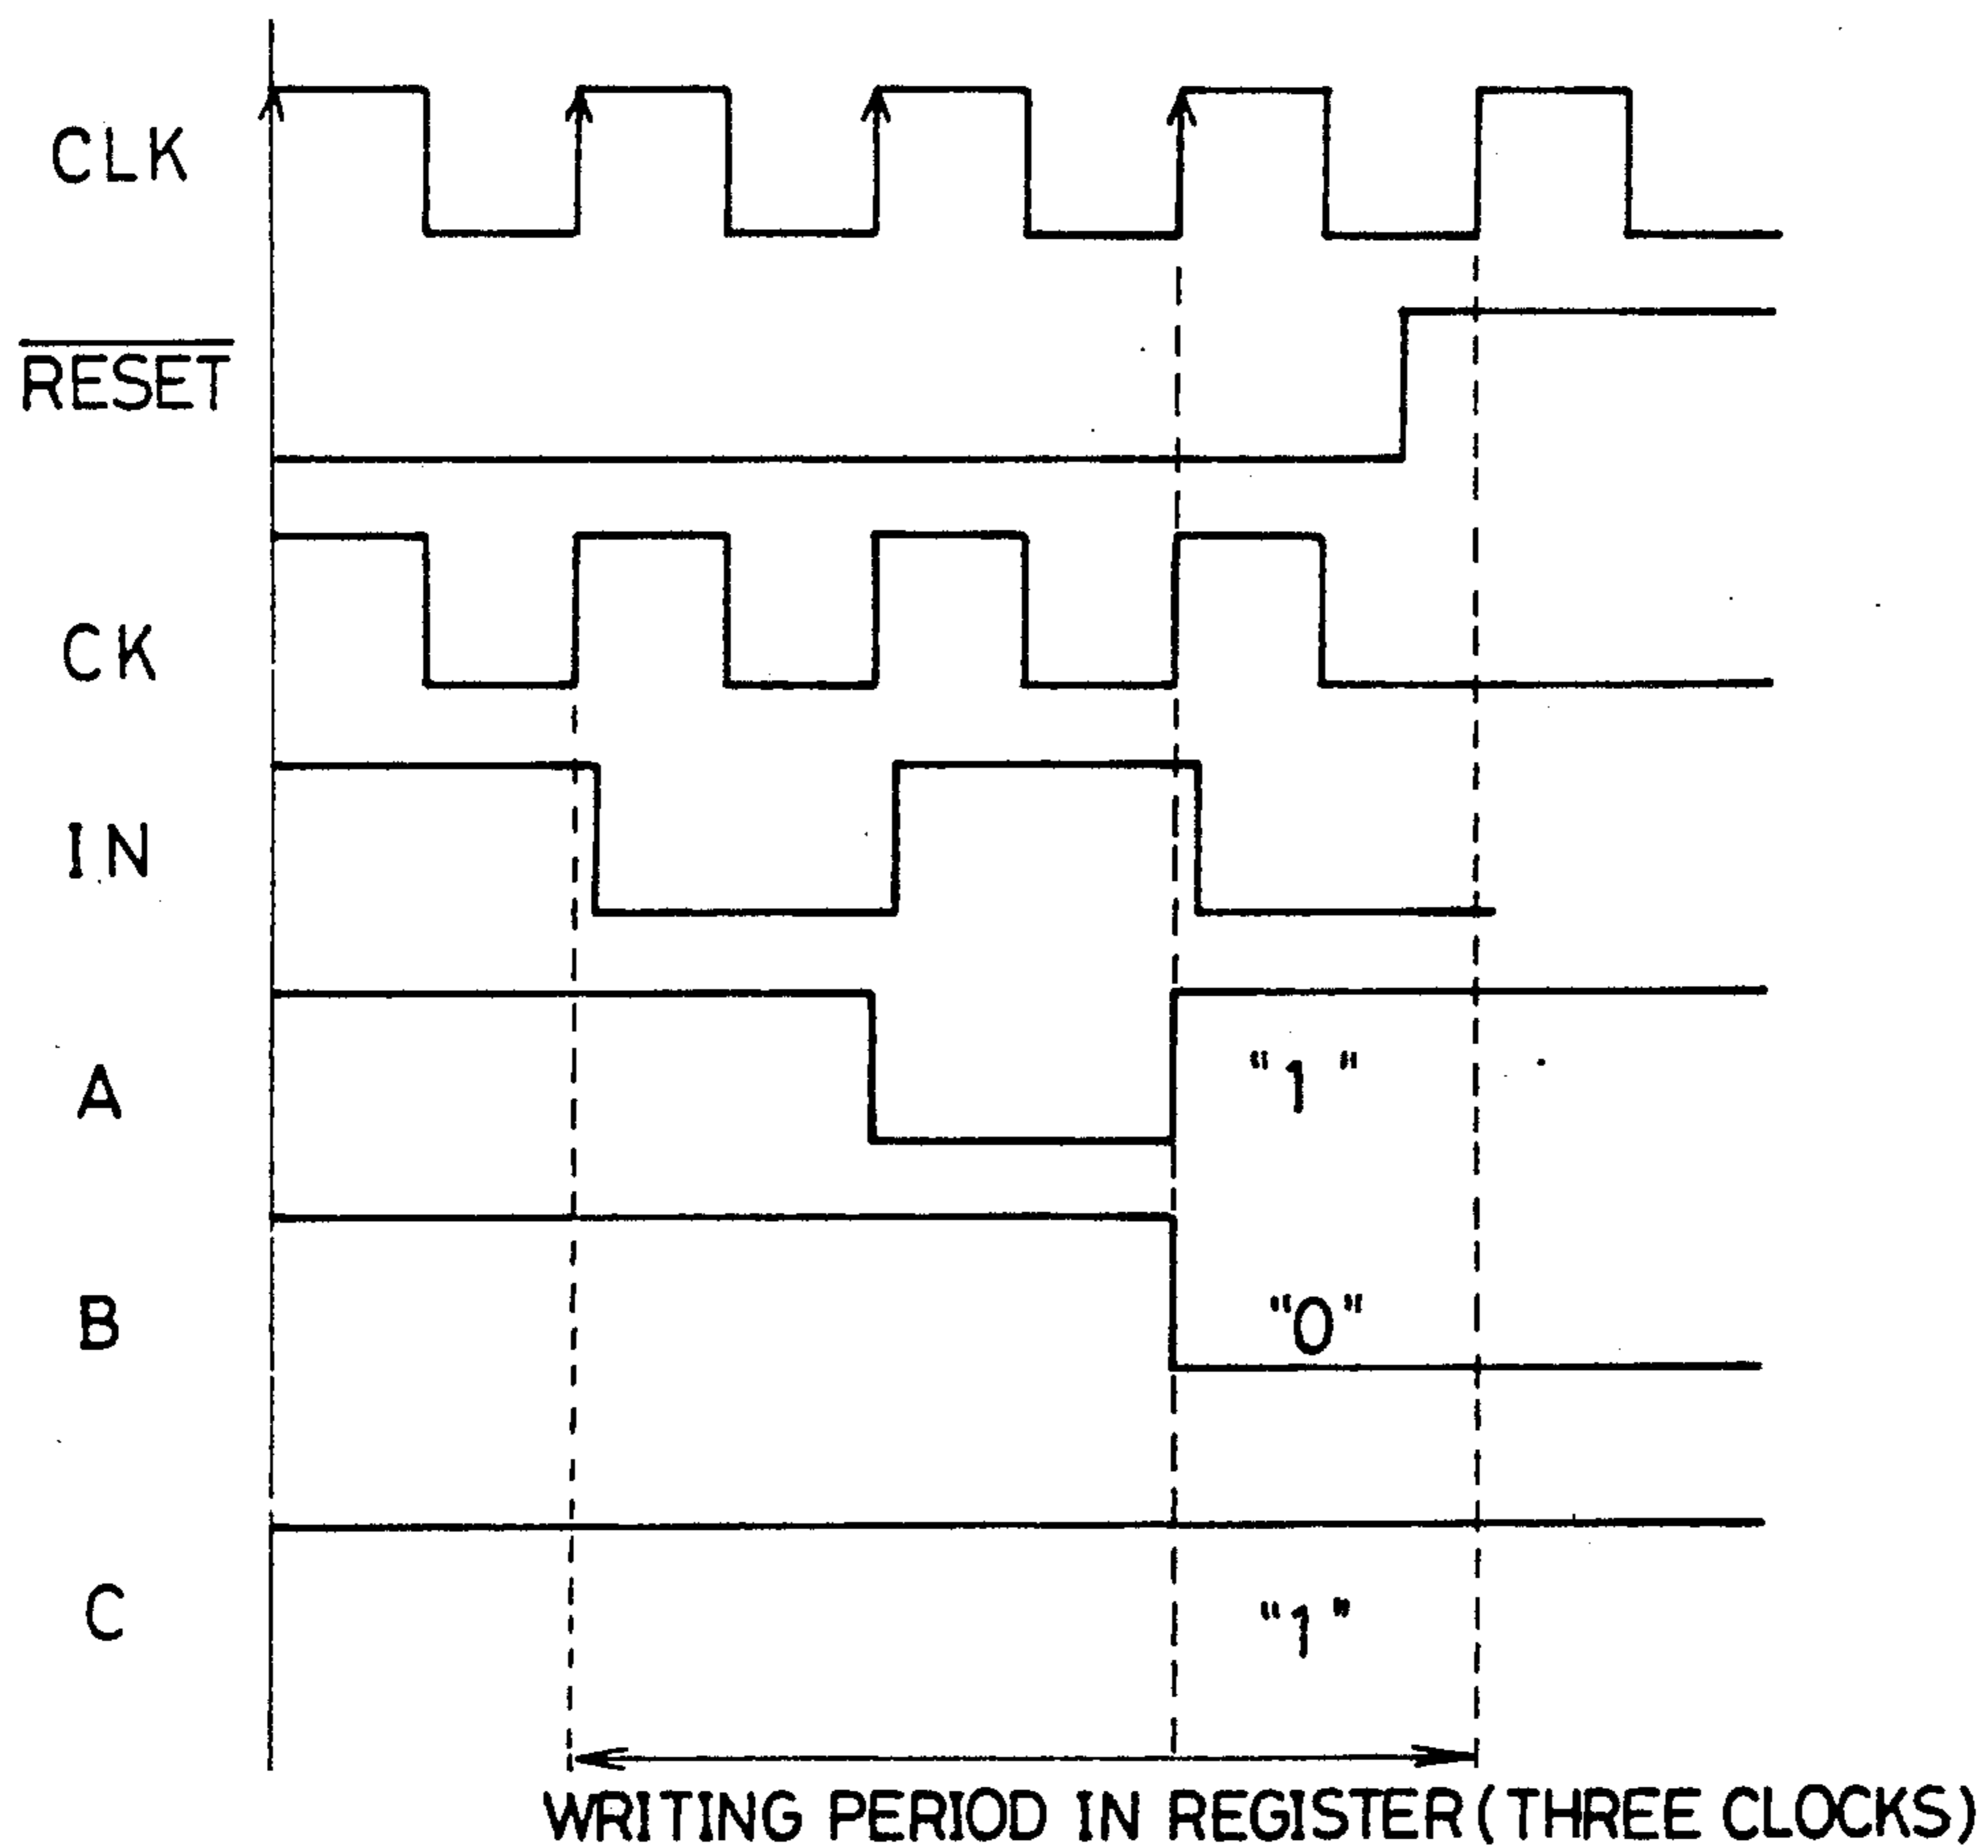 CLK
RESET
CK
IN
A
"1"
B
"0"
C
"1"
WRITING PERIOD IN REGISTER (THREE CLOCKS)